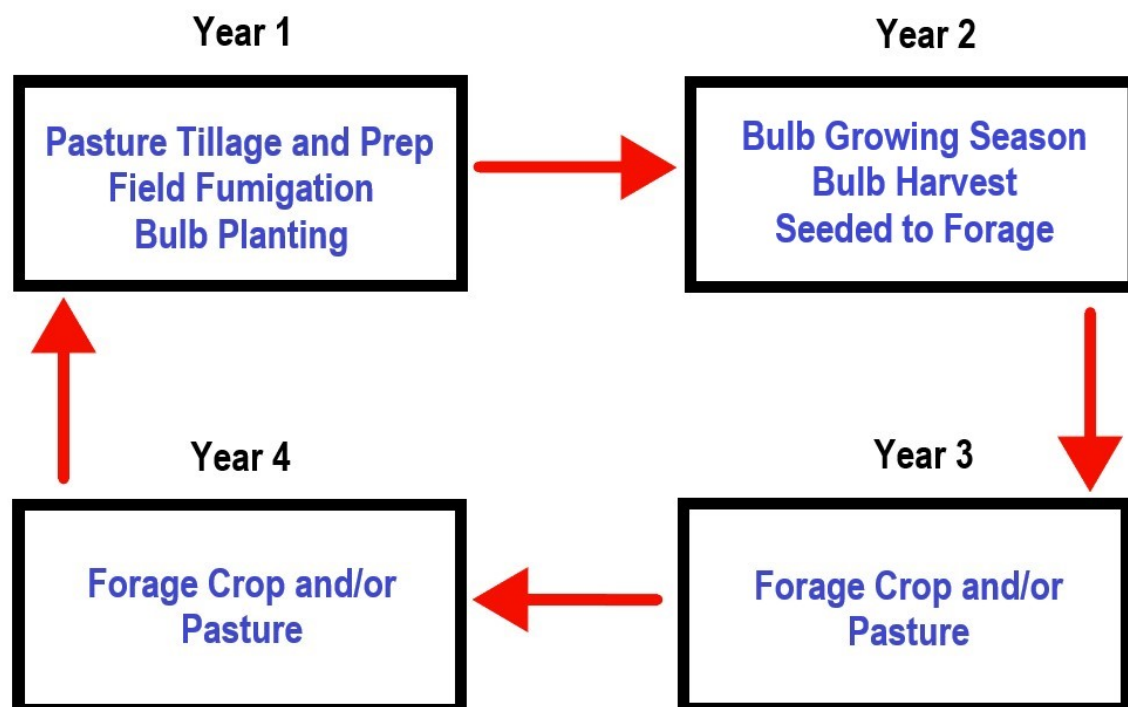 Year 1
Pasture Tillage and Prep
Field Fumigation
Bulb Planting
Year 2
Bulb Growing Season
Bulb Harvest
Seeded to Forage
Year 3
Forage Crop and/or
Pasture
Year 4
Forage Crop and/or
Pasture